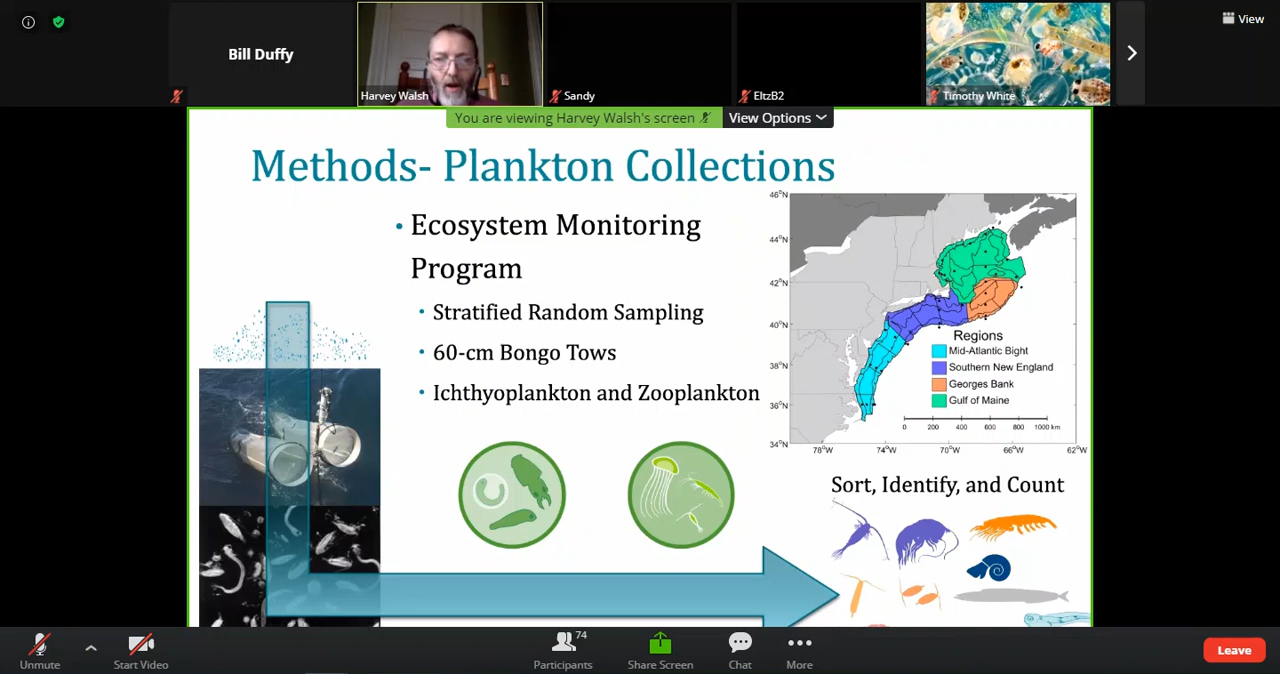 View
Bill Duffy
Harvey Walsh
Sandy
EltzB2
Timothy White
You are viewing Harvey Walsh's screen
View Options
Methods- Plankton Collections
• Ecosystem Monitoring
Program
• Stratified Random Sampling
• 60-cm Bongo Tows
• Ichthyoplankton and Zooplankton
46°N
44°N
42°N
40°N
38°N
36°N
34°N
78°W
74°W
70°W
66°W
62°W
Regions
Mid-Atlantic Bight
Southern New England
Georges Bank
Gulf of Maine
0 200 400 600 800 1000 km
Sort, Identify, and Count
Unmute
Start Video
Participants
74
Share Screen
Chat
More
Leave